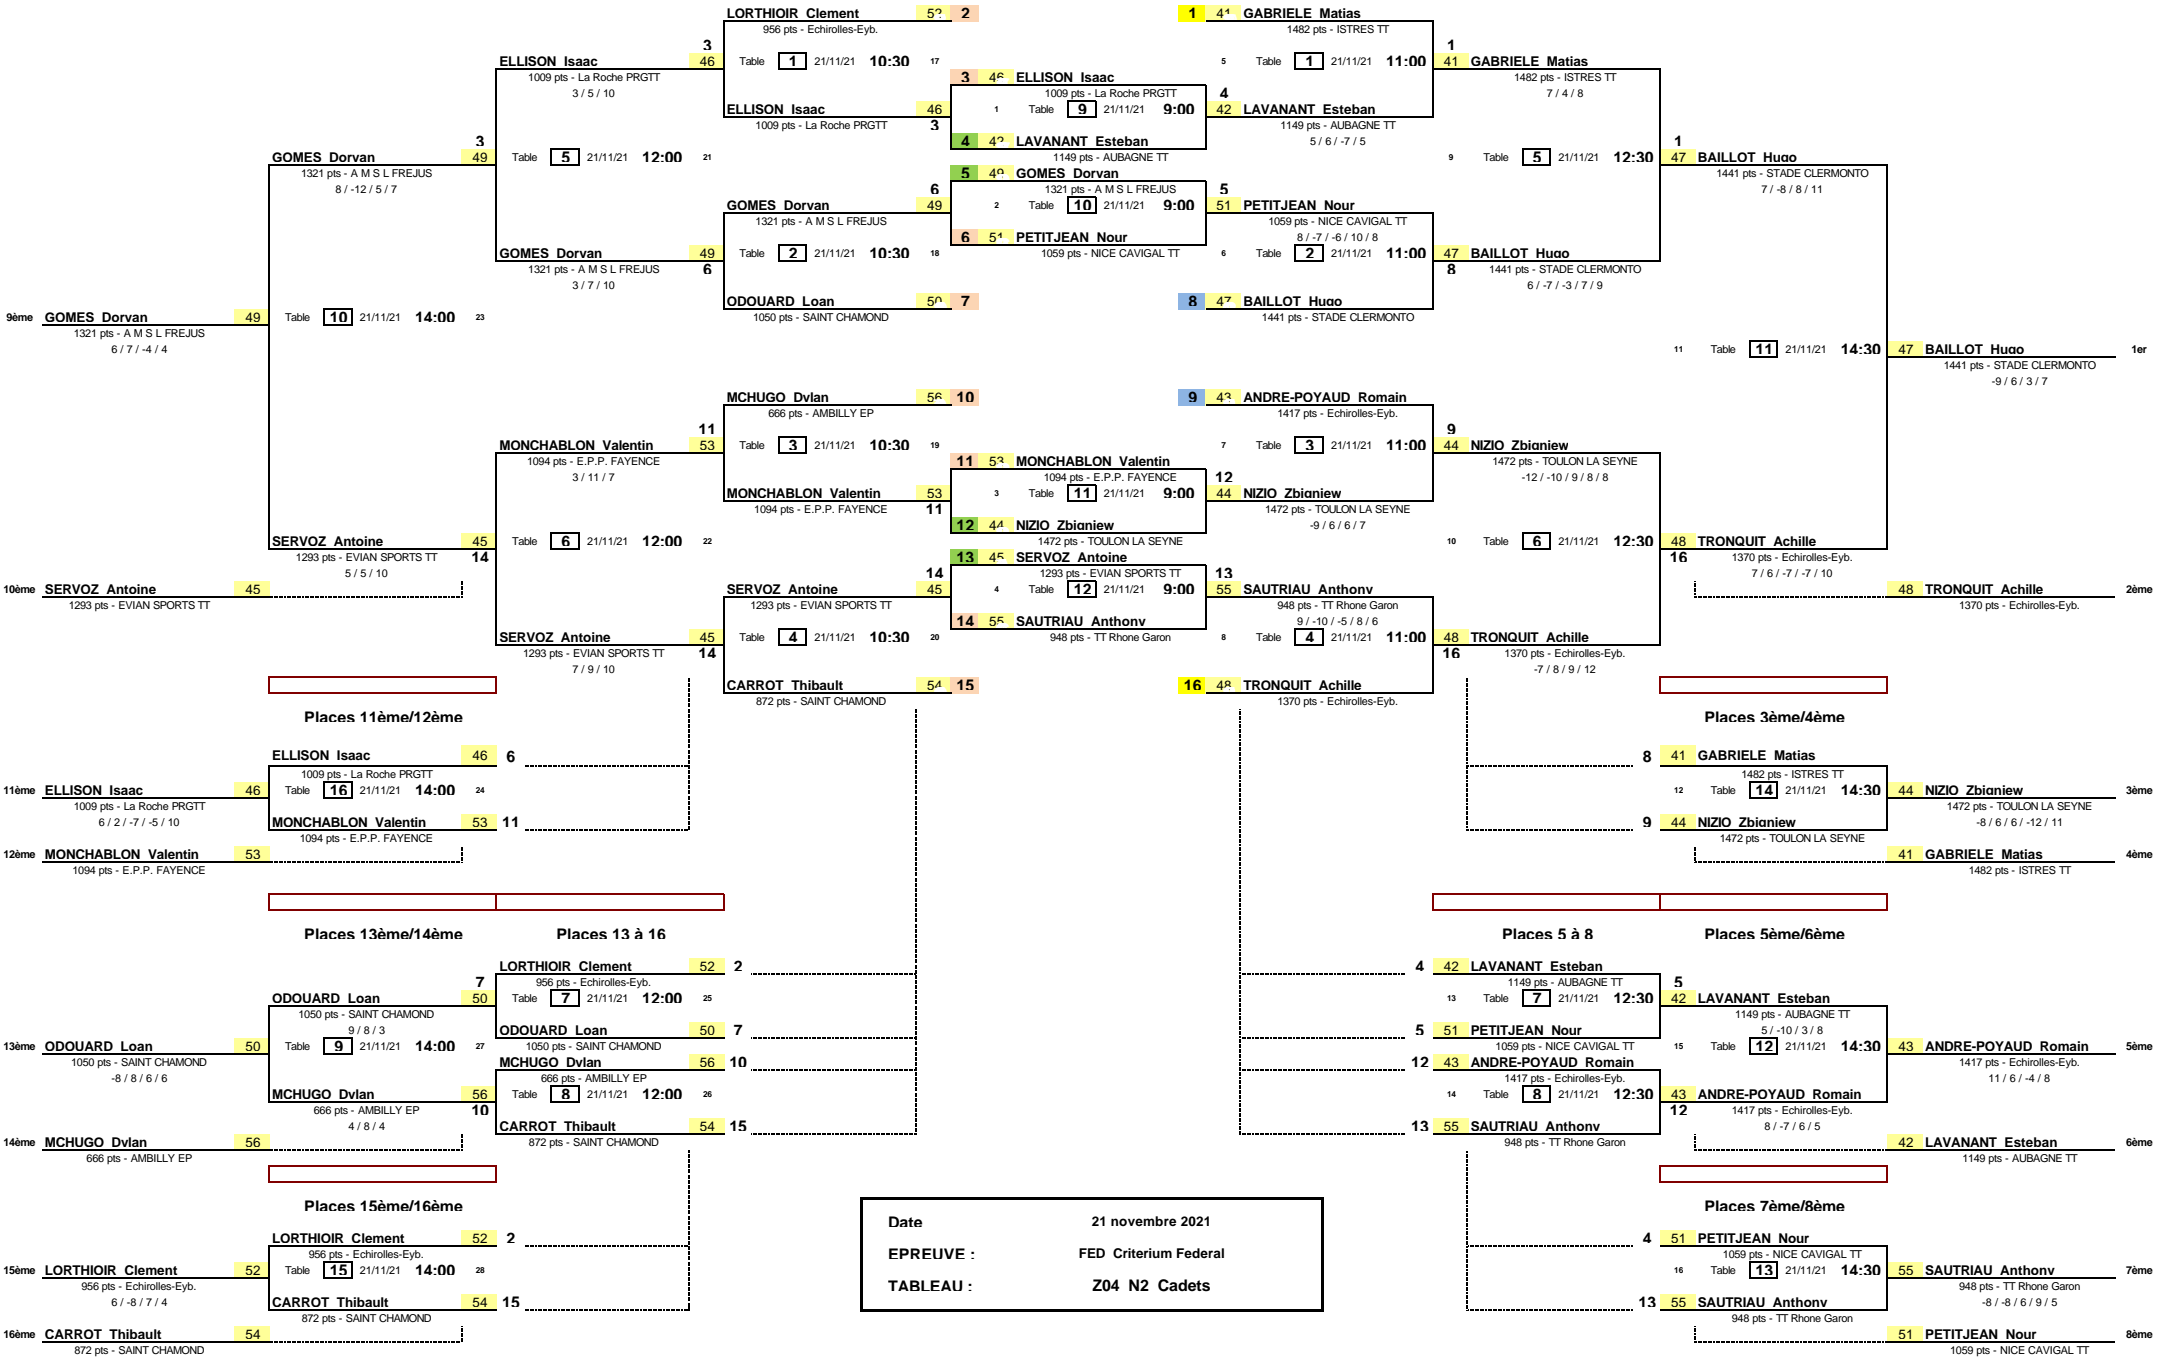 LORTHIOIR Clement 52 2 1 41 GABRIELE Matias
956 pts - Echirolles-Eyb. 1482 pts - ISTRES TT
3 1
ELLISON Isaac 46 Table 1 21/11/21 10:30 17 5 Table 1 21/11/21 11:00 41 GABRIELE Matias
1009 pts - La Roche PRGTT 3 46 ELLISON Isaac 1482 pts - ISTRES TT
3 / 5 / 10 1009 pts - La Roche PRGTT 4 7 / 4 / 8
ELLISON Isaac 46 1 Table 9 21/11/21 9:00 42 LAVANANT Esteban
1009 pts - La Roche PRGTT 3 1149 pts - AUBAGNE TT
3 4 42 LAVANANT Esteban 5 / 6 / -7 / 5 1
GOMES Dorvan 49 Table 5 21/11/21 12:00 21 1149 pts - AUBAGNE TT 9 Table 5 21/11/21 12:30 47 BAILLOT Hugo
1321 pts - A M S L FREJUS 5 49 GOMES Dorvan 1441 pts - STADE CLERMONTO
8 / -12 / 5 / 7 6 1321 pts - A M S L FREJUS 5 7 / -8 / 8 / 11
GOMES Dorvan 49 2 Table 10 21/11/21 9:00 51 PETITJEAN Nour
1321 pts - A M S L FREJUS 1059 pts - NICE CAVIGAL TT
6 51 PETITJEAN Nour 8 / -7 / -6 / 10 / 8
GOMES Dorvan 49 Table 2 21/11/21 10:30 18 1059 pts - NICE CAVIGAL TT 6 Table 2 21/11/21 11:00 47 BAILLOT Hugo
1321 pts - A M S L FREJUS 6 8 1441 pts - STADE CLERMONTO
3 / 7 / 10 6 / -7 / -3 / 7 / 9
ODOUARD Loan 50 7 8 47 BAILLOT Hugo
9ème GOMES Dorvan 49 Table 10 21/11/21 14:00 23 1050 pts - SAINT CHAMOND 1441 pts - STADE CLERMONTO
1321 pts - A M S L FREJUS
6 / 7 / -4 / 4 11 Table 11 21/11/21 14:30 47 BAILLOT Hugo 1er
1441 pts - STADE CLERMONTO
-9 / 6 / 3 / 7
MCHUGO Dylan 56 10 9 43 ANDRE-POYAUD Romain
666 pts - AMBILLY EP 1417 pts - Echirolles-Eyb.
11 9
MONCHABLON Valentin 53 Table 3 21/11/21 10:30 19 7 Table 3 21/11/21 11:00 44 NIZIO Zbigniew
1094 pts - E.P.P. FAYENCE 11 53 MONCHABLON Valentin 1472 pts - TOULON LA SEYNE
3 / 11 / 7 1094 pts - E.P.P. FAYENCE 12 -12 / -10 / 9 / 8 / 8
MONCHABLON Valentin 53 3 Table 11 21/11/21 9:00 44 NIZIO Zbigniew
1094 pts - E.P.P. FAYENCE 11 1472 pts - TOULON LA SEYNE
12 44 NIZIO Zbigniew -9 / 6 / 6 / 7
SERVOZ Antoine 45 Table 6 21/11/21 12:00 22 1472 pts - TOULON LA SEYNE 10 Table 6 21/11/21 12:30 48 TRONQUIT Achille
1293 pts - EVIAN SPORTS TT 14 13 45 SERVOZ Antoine 16 1370 pts - Echirolles-Eyb.
5 / 5 / 10 14 1293 pts - EVIAN SPORTS TT 13 7 / 6 / -7 / -7 / 10
10ème SERVOZ Antoine 45 SERVOZ Antoine 45 4 Table 12 21/11/21 9:00 55 SAUTRIAU Anthony 48 TRONQUIT Achille 2ème
1293 pts - EVIAN SPORTS TT 1293 pts - EVIAN SPORTS TT 948 pts - TT Rhone Garon 1370 pts - Echirolles-Eyb.
14 55 SAUTRIAU Anthony 9 / -10 / -5 / 8 / 6
SERVOZ Antoine 45 Table 4 21/11/21 10:30 20 948 pts - TT Rhone Garon 8 Table 4 21/11/21 11:00 48 TRONQUIT Achille
1293 pts - EVIAN SPORTS TT 14 16 1370 pts - Echirolles-Eyb.
7 / 9 / 10 -7 / 8 / 9 / 12
CARROT Thibault 54 15 16 48 TRONQUIT Achille
872 pts - SAINT CHAMOND 1370 pts - Echirolles-Eyb.
Places 11ème/12ème Places 3ème/4ème
ELLISON Isaac 46 6 8 41 GABRIELE Matias
1009 pts - La Roche PRGTT 1482 pts - ISTRES TT
11ème ELLISON Isaac 46 Table 16 21/11/21 14:00 24 12 Table 14 21/11/21 14:30 44 NIZIO Zbigniew 3ème
1009 pts - La Roche PRGTT 1472 pts - TOULON LA SEYNE
6 / 2 / -7 / -5 / 10 MONCHABLON Valentin 53 11 9 44 NIZIO Zbigniew -8 / 6 / 6 / -12 / 11
1094 pts - E.P.P. FAYENCE 1472 pts - TOULON LA SEYNE
12ème MONCHABLON Valentin 53 41 GABRIELE Matias 4ème
1094 pts - E.P.P. FAYENCE 1482 pts - ISTRES TT
Places 13ème/14ème Places 13 à 16 Places 5 à 8 Places 5ème/6ème
LORTHIOIR Clement 52 2 4 42 LAVANANT Esteban
7 956 pts - Echirolles-Eyb. 1149 pts - AUBAGNE TT 5
ODOUARD Loan 50 Table 7 21/11/21 12:00 25 13 Table 7 21/11/21 12:30 42 LAVANANT Esteban
1050 pts - SAINT CHAMOND 1149 pts - AUBAGNE TT
9 / 8 / 3 ODOUARD Loan 50 7 5 51 PETITJEAN Nour 5 / -10 / 3 / 8
13ème ODOUARD Loan 50 Table 9 21/11/21 14:00 27 1050 pts - SAINT CHAMOND 1059 pts - NICE CAVIGAL TT 15 Table 12 21/11/21 14:30 43 ANDRE-POYAUD Romain 5ème
1050 pts - SAINT CHAMOND MCHUGO Dylan 56 10 12 43 ANDRE-POYAUD Romain 1417 pts - Echirolles-Eyb.
-8 / 8 / 6 / 6 666 pts - AMBILLY EP 1417 pts - Echirolles-Eyb. 11 / 6 / -4 / 8
MCHUGO Dylan 56 Table 8 21/11/21 12:00 26 14 Table 8 21/11/21 12:30 43 ANDRE-POYAUD Romain
666 pts - AMBILLY EP 10 12 1417 pts - Echirolles-Eyb.
4 / 8 / 4 CARROT Thibault 54 15 13 55 SAUTRIAU Anthony 8 / -7 / 6 / 5
14ème MCHUGO Dylan 56 872 pts - SAINT CHAMOND 948 pts - TT Rhone Garon 42 LAVANANT Esteban 6ème
666 pts - AMBILLY EP 1149 pts - AUBAGNE TT
Places 15ème/16ème Places 7ème/8ème
Date 21 novembre 2021
LORTHIOIR Clement 52 2 4 51 PETITJEAN Nour
956 pts - Echirolles-Eyb. EPREUVE : FED Criterium Federal 1059 pts - NICE CAVIGAL TT
15ème LORTHIOIR Clement 52 Table 15 21/11/21 14:00 28 16 Table 13 21/11/21 14:30 55 SAUTRIAU Anthony 7ème
956 pts - Echirolles-Eyb. TABLEAU : Z04 N2 Cadets 948 pts - TT Rhone Garon
6 / -8 / 7 / 4 CARROT Thibault 54 15 13 55 SAUTRIAU Anthony -8 / -8 / 6 / 9 / 5
872 pts - SAINT CHAMOND 948 pts - TT Rhone Garon
16ème CARROT Thibault 54 51 PETITJEAN Nour 8ème
872 pts - SAINT CHAMOND 1059 pts - NICE CAVIGAL TT